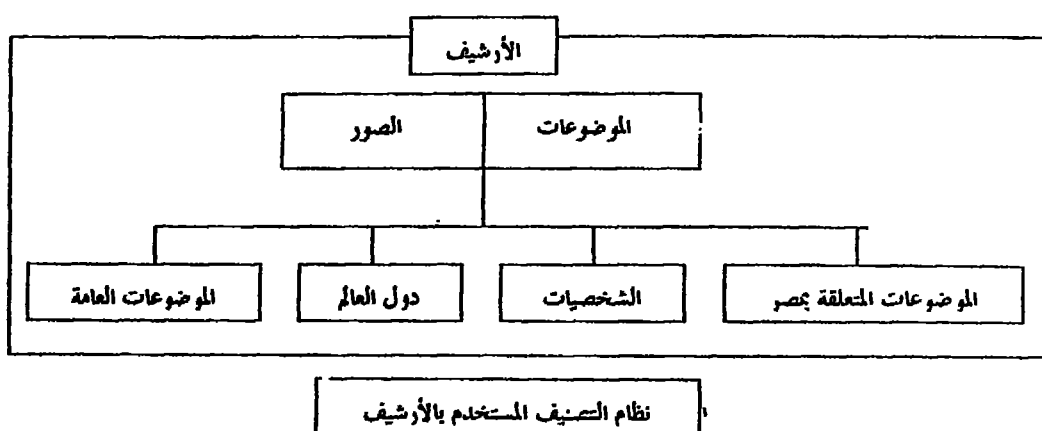 الأرشيف
الموضوعات الصور
الموضوعات المتعلقة بمصر الشخصيات دول العالم الموضوعات العامة
نظام التصنيف المستخدم بالأرشيف